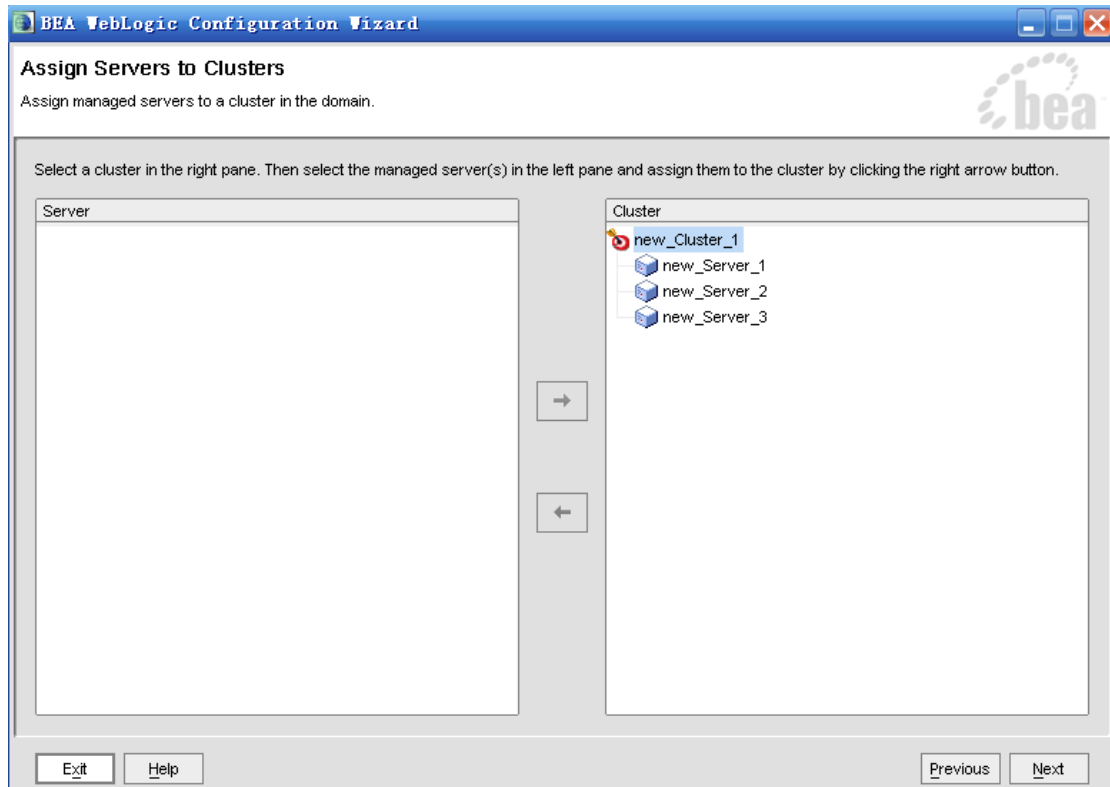 BEA WebLogic Configuration Wizard
Assign Servers to Clusters
Assign managed servers to a cluster in the domain.
bea
Select a cluster in the right pane. Then select the managed server(s) in the left pane and assign them to the cluster by clicking the right arrow button.
Server
Cluster
new_Cluster_1
new_Server_1
new_Server_2
new_Server_3
Exit Help Previous Next